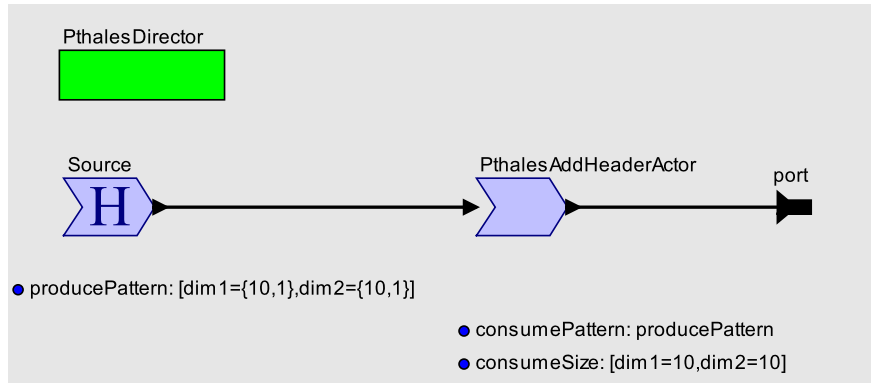 PthalesDirector
Source
PthalesAddHeaderActor
port
H
producePattern: [dim1={10,1},dim2={10,1}]
consumePattern: producePattern
consumeSize: [dim1=10,dim2=10]